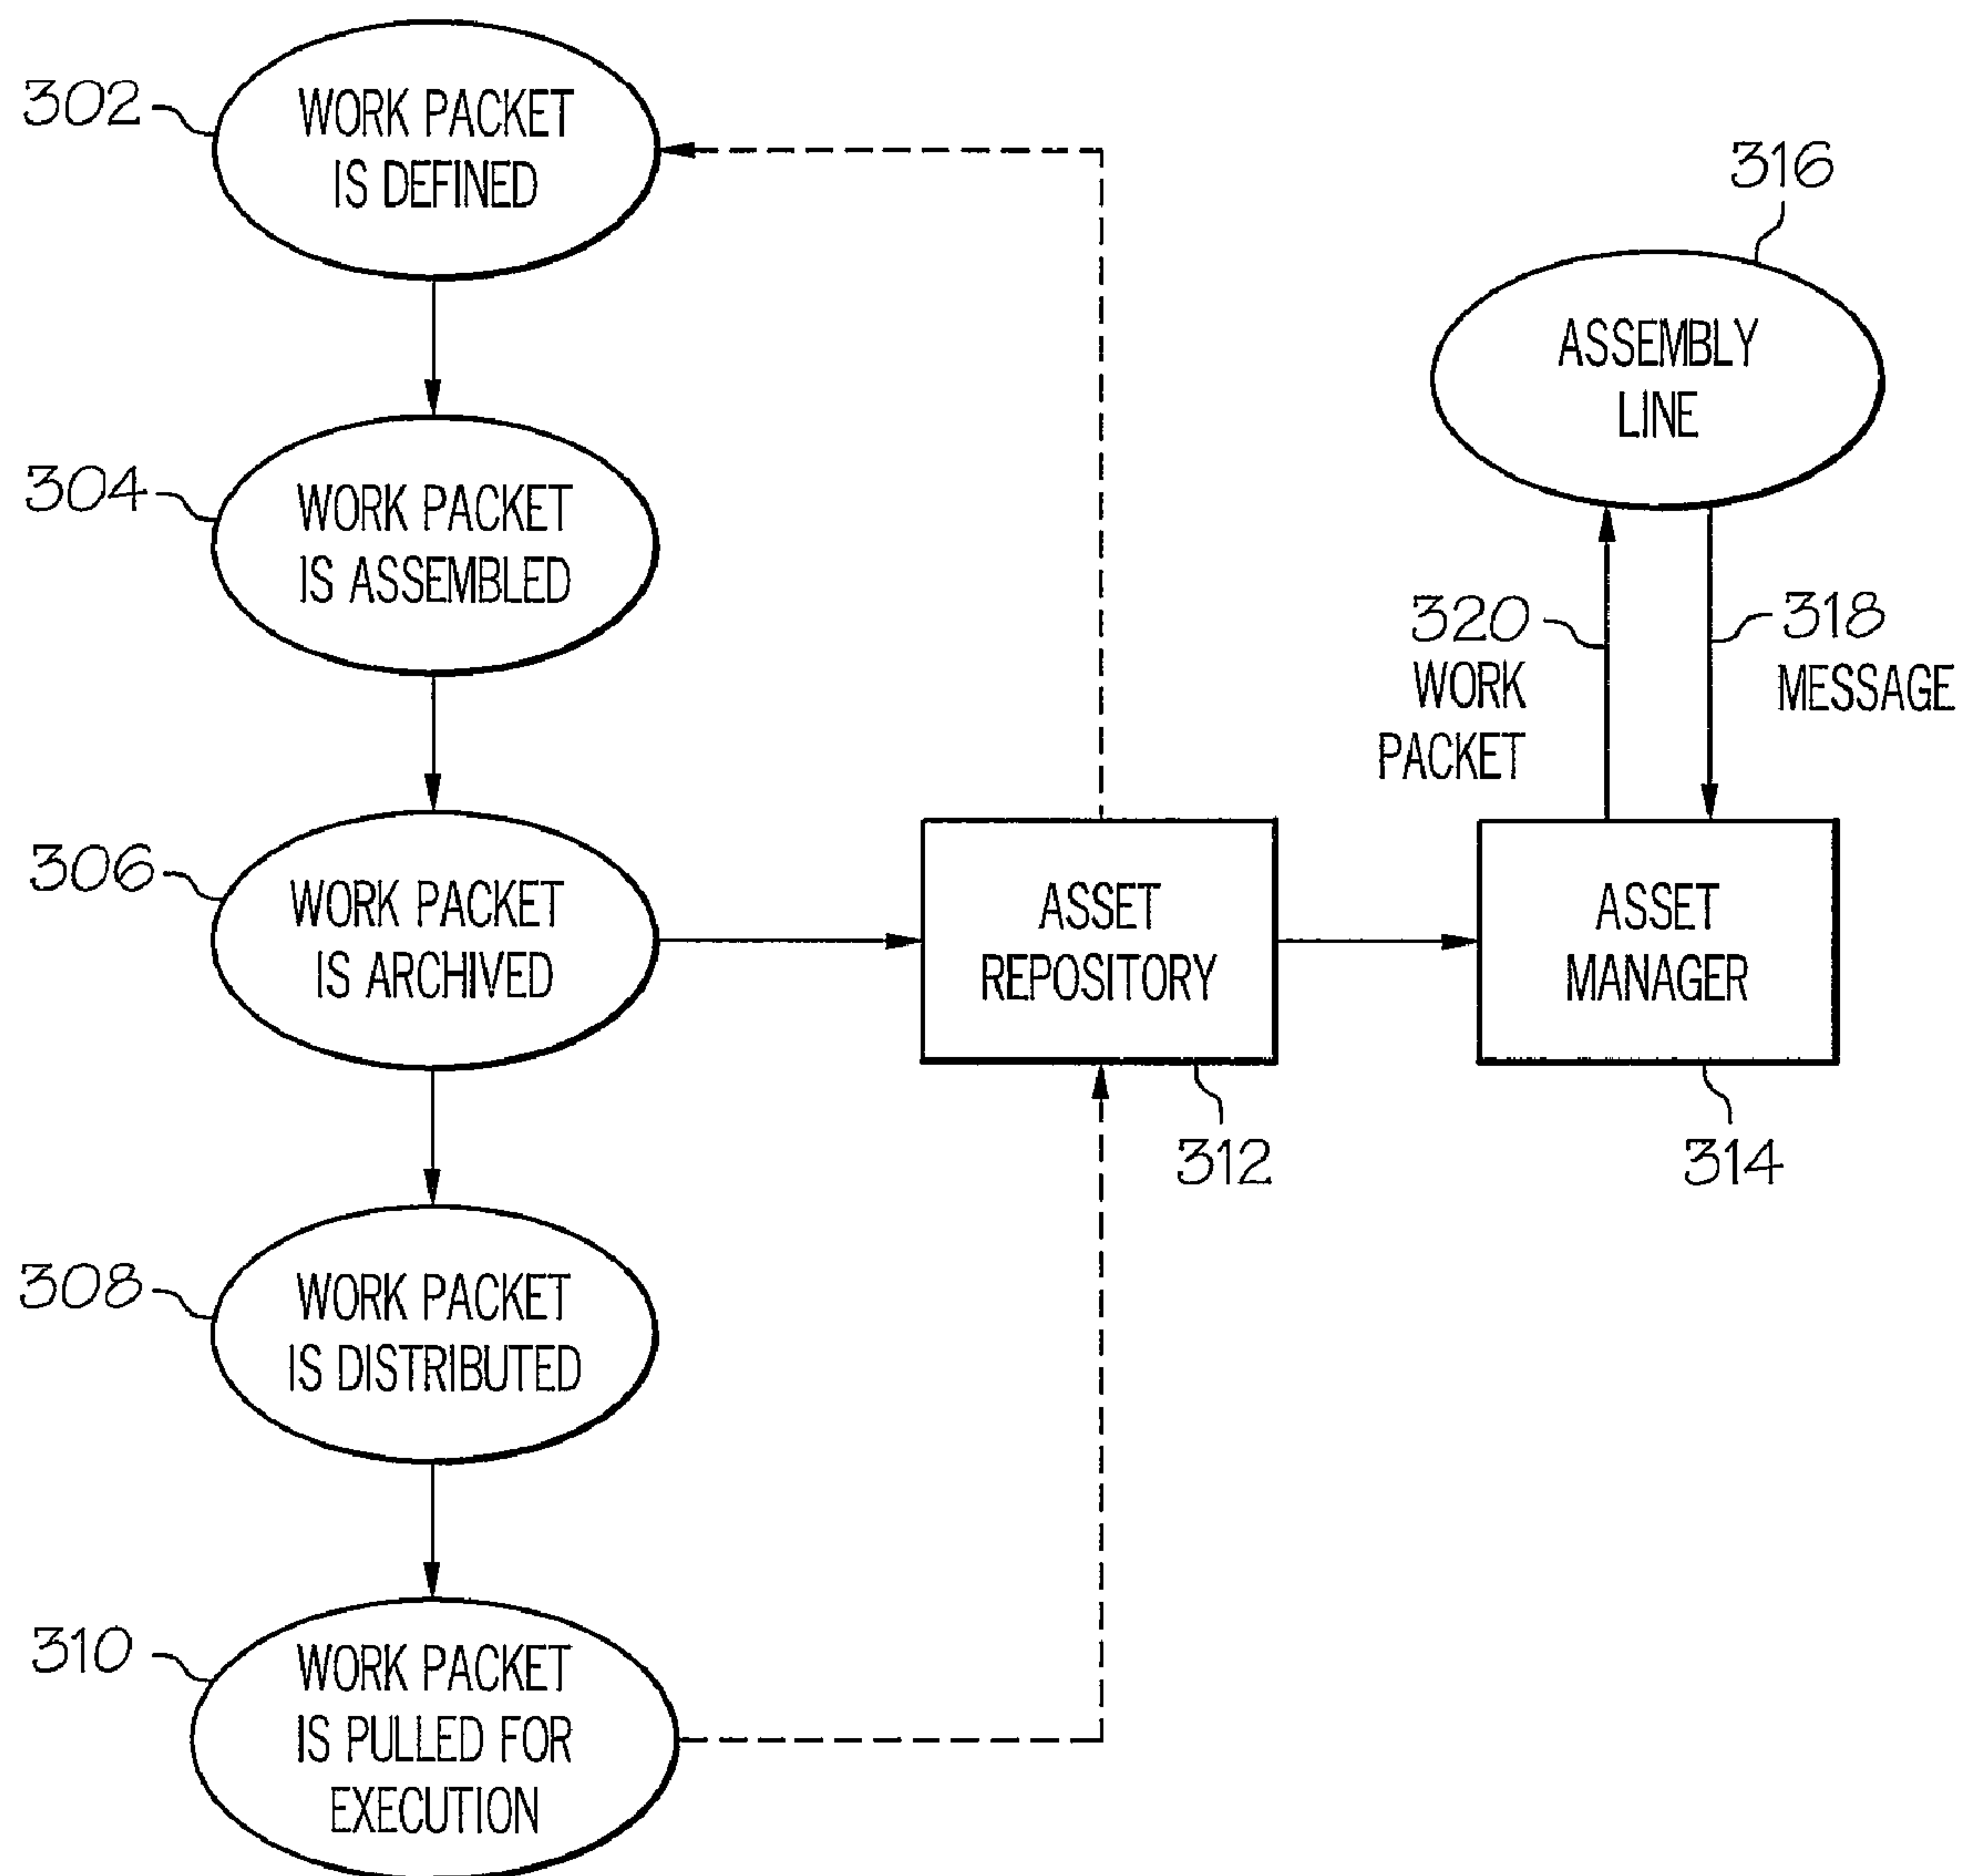 302
WORK PACKET
IS DEFINED
316
ASSEMBLY
LINE
304
WORK PACKET
IS ASSEMBLED
320
WORK
PACKET
318
MESSAGE
306
WORK PACKET
IS ARCHIVED
ASSET
REPOSITORY
312
ASSET
MANAGER
314
308
WORK PACKET
IS DISTRIBUTED
310
WORK PACKET
IS PULLED FOR
EXECUTION